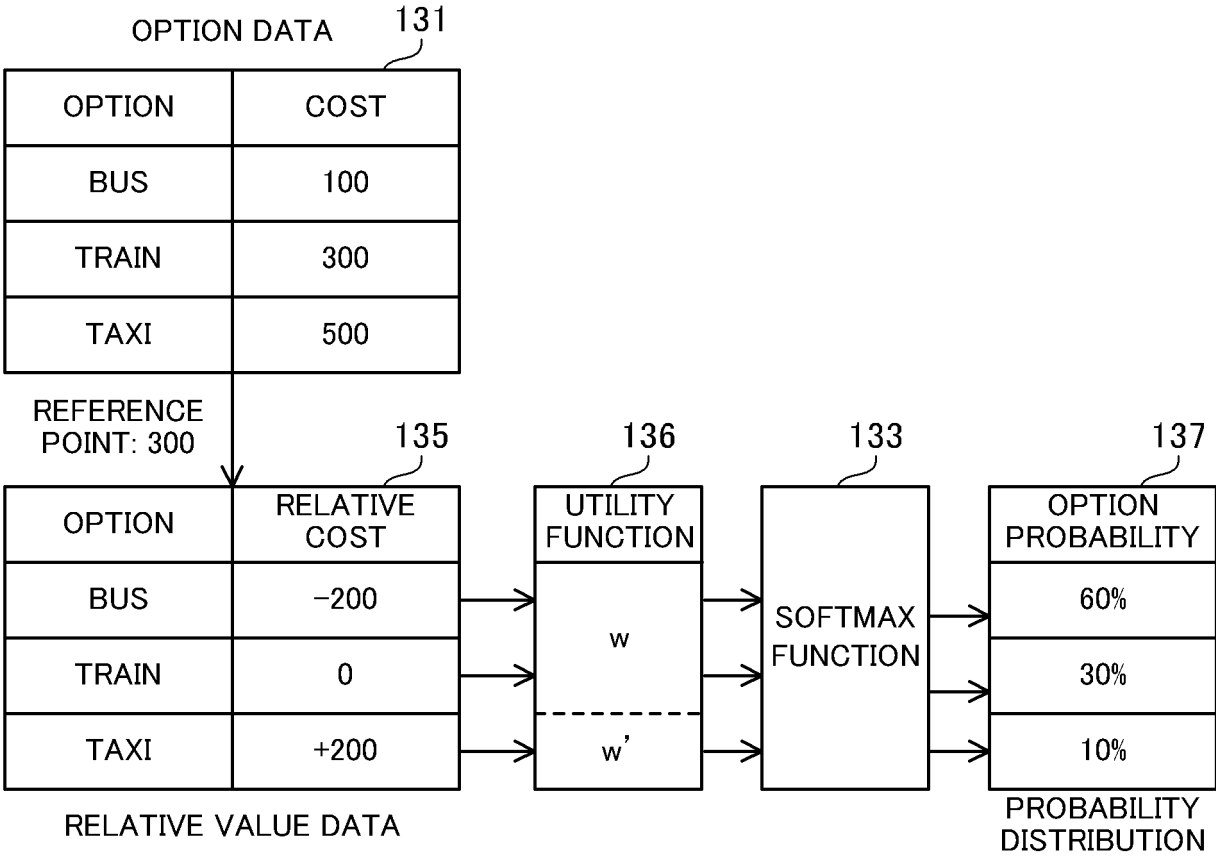 OPTION DATA
131
OPTION COST
BUS 100
TRAIN 300
TAXI 500
REFERENCE
POINT: 300
135
136
133
137
OPTION
RELATIVE
COST
UTILITY
FUNCTION
OPTION
PROBABILITY
BUS −200
TRAIN 0
TAXI +200
w
w'
SOFTMAX
FUNCTION
60%
30%
10%
RELATIVE VALUE DATA
PROBABILITY
DISTRIBUTION